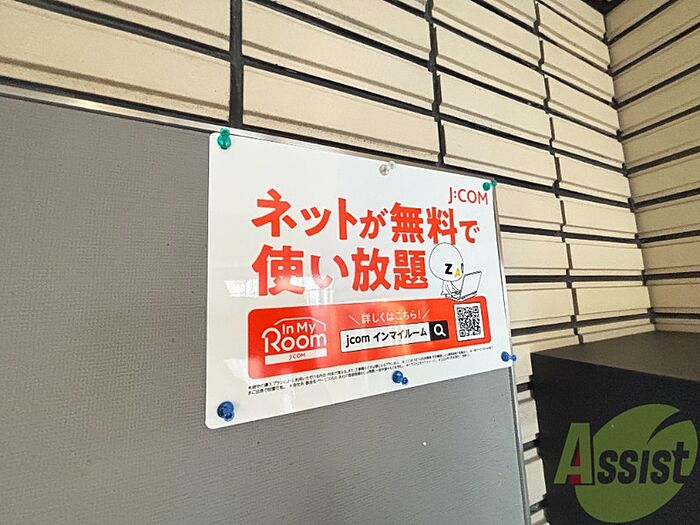 J:COM
ネットが無料で
使い放題
ZAQ
In My
Room
J:COM
＼ 詳しくはこちら! ／
jcom インマイルーム
Assist